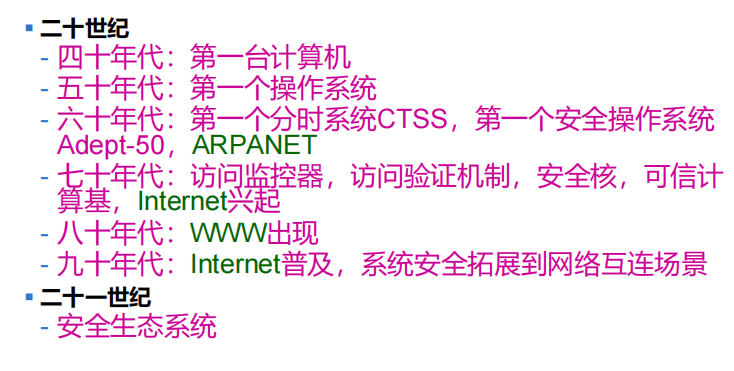 ▪ 二十世纪
- 四十年代：第一台计算机
- 五十年代：第一个操作系统
- 六十年代：第一个分时系统CTSS，第一个安全操作系统
Adept-50，ARPANET
- 七十年代：访问监控器，访问验证机制，安全核，可信计
算基，Internet兴起
- 八十年代：WWW出现
- 九十年代：Internet普及，系统安全拓展到网络互连场景
▪ 二十一世纪
- 安全生态系统